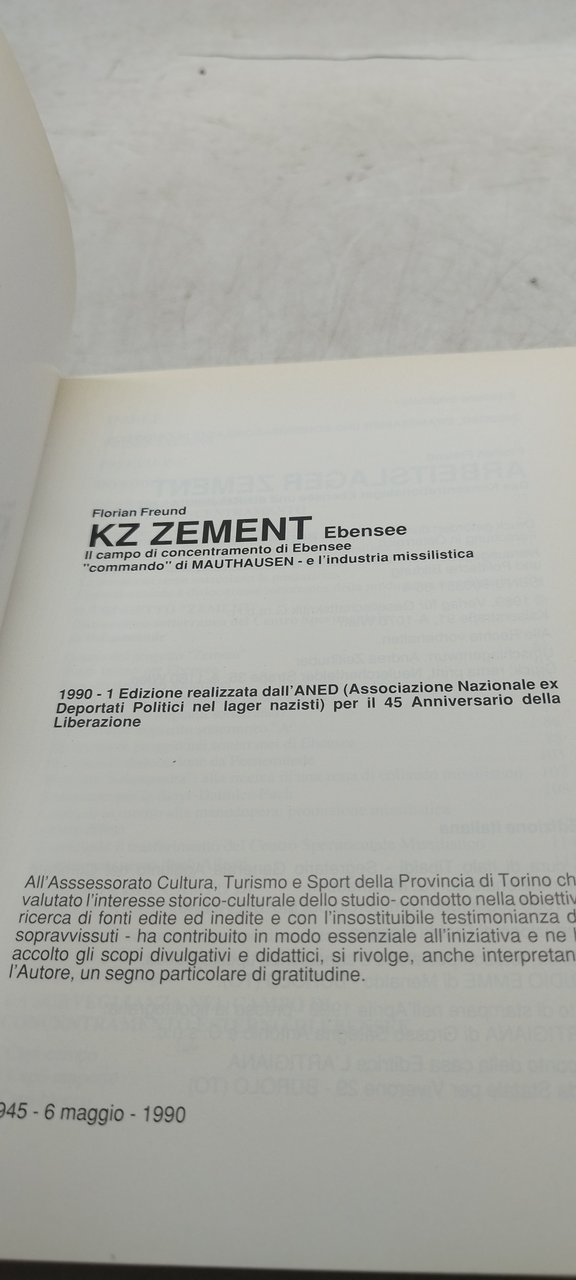 Florian Freund
KZ ZEMENT Ebensee
Il campo di concentramento di Ebensee
"commando" di MAUTHAUSEN - e l'industria missilistica
1990 - 1 Edizione realizzata dall'ANED (Associazione Nazionale ex
Deportati Politici nel lager nazisti) per il 45 Anniversario della
Liberazione
All'Asssessorato Cultura, Turismo e Sport della Provincia di Torino ch
valutato l'interesse storico-culturale dello studio- condotto nella obiettiv
ricerca di fonti edite ed inedite e con l'insostituibile testimonianza d
sopravvissuti - ha contribuito in modo essenziale all'iniziativa e ne h
accolto gli scopi divulgativi e didattici, si rivolge, anche interpretan
l'Autore, un segno particolare di gratitudine.
945 - 6 maggio - 1990